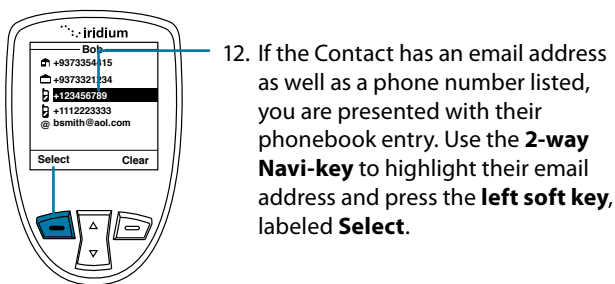 iridium
Bob
+9373354415
+9373321234
+123456789
+1112223333
@ bsmith@aol.com
Select Clear
12. If the Contact has an email address
as well as a phone number listed,
you are presented with their
phonebook entry. Use the 2-way
Navi-key to highlight their email
address and press the left soft key,
labeled Select.